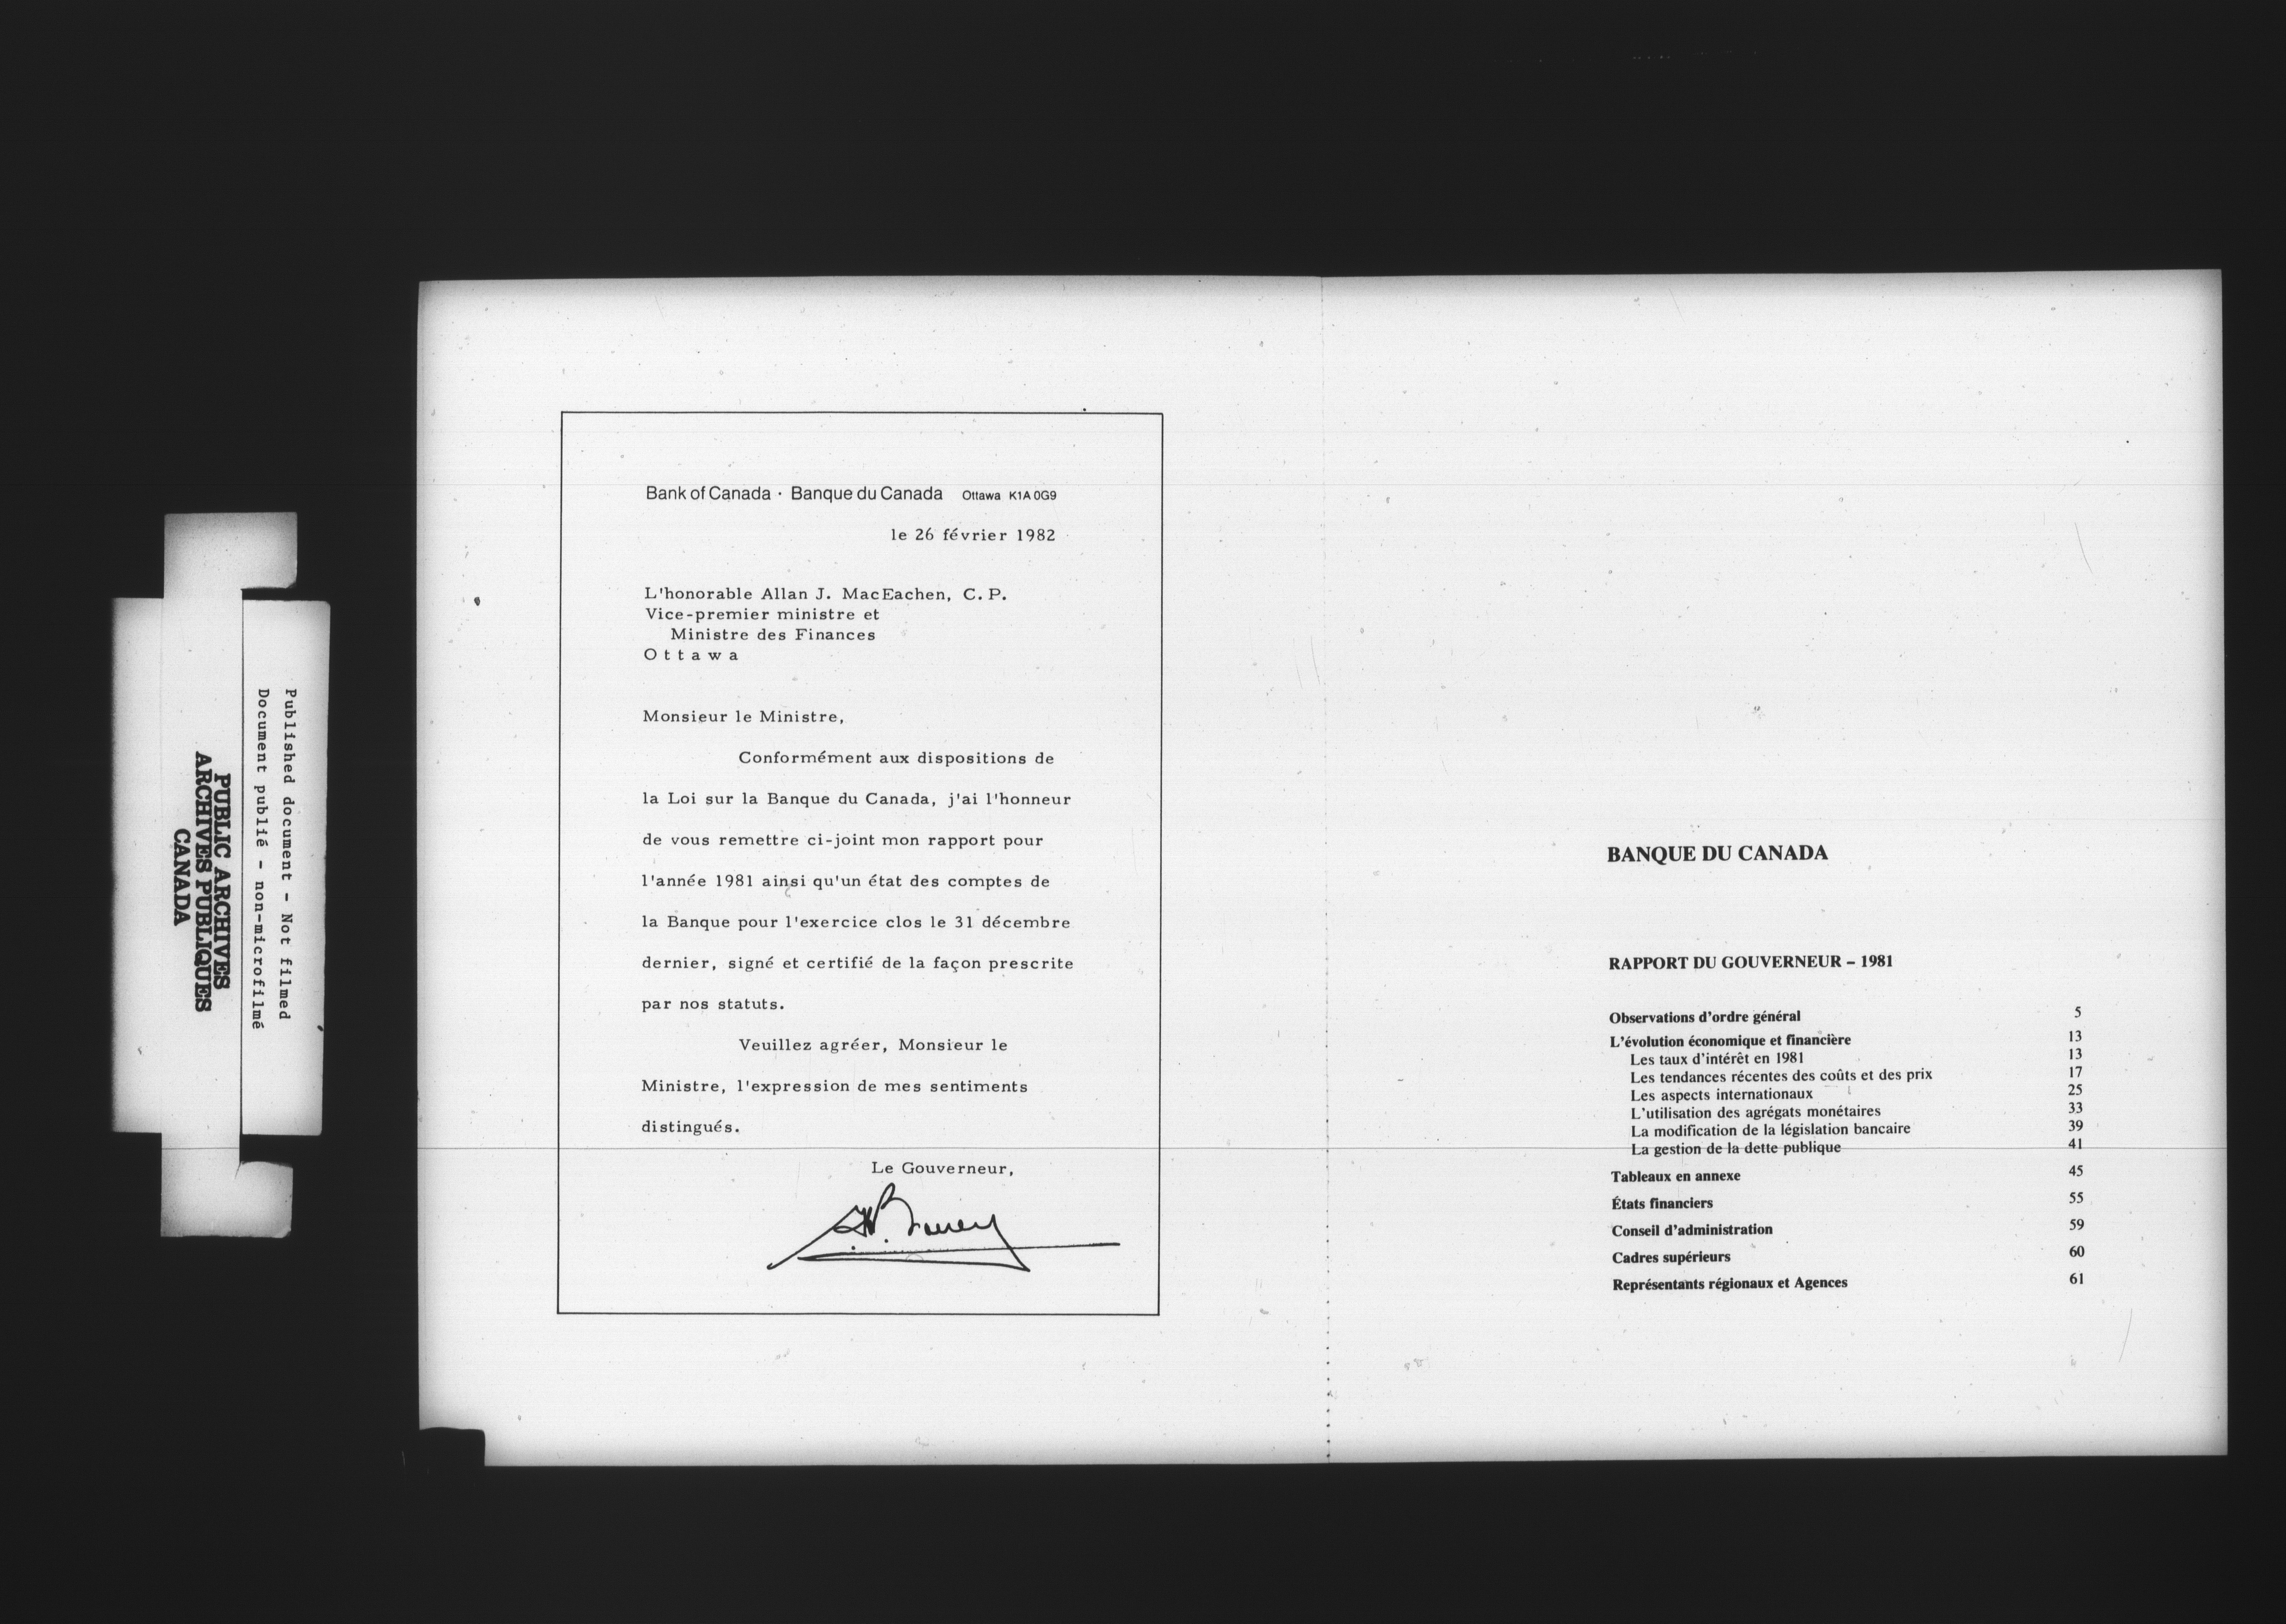 Published document - Not filmed
Document publié - non-microfilmé
PUBLIC ARCHIVES
ARCHIVES PUBLIQUES
CANADA
Bank of Canada · Banque du Canada Ottawa K1A 0G9
le 26 février 1982
L'honorable Allan J. MacEachen, C.P.
Vice-premier ministre et
Ministre des Finances
Ottawa
Monsieur le Ministre,
Conformément aux dispositions de
la Loi sur la Banque du Canada, j'ai l'honneur
de vous remettre ci-joint mon rapport pour
l'année 1981 ainsi qu'un état des comptes de
la Banque pour l'exercice clos le 31 décembre
dernier, signé et certifié de la façon prescrite
par nos statuts.
Veuillez agréer, Monsieur le
Ministre, l'expression de mes sentiments
distingués.
Le Gouverneur,
BANQUE DU CANADA
RAPPORT DU GOUVERNEUR – 1981
Observations d'ordre général 5
L'évolution économique et financière 13
Les taux d'intérêt en 1981 13
Les tendances récentes des coûts et des prix 17
Les aspects internationaux 25
L'utilisation des agrégats monétaires 33
La modification de la législation bancaire 39
La gestion de la dette publique 41
Tableaux en annexe 45
États financiers 55
Conseil d'administration 59
Cadres supérieurs 60
Représentants régionaux et Agences 61